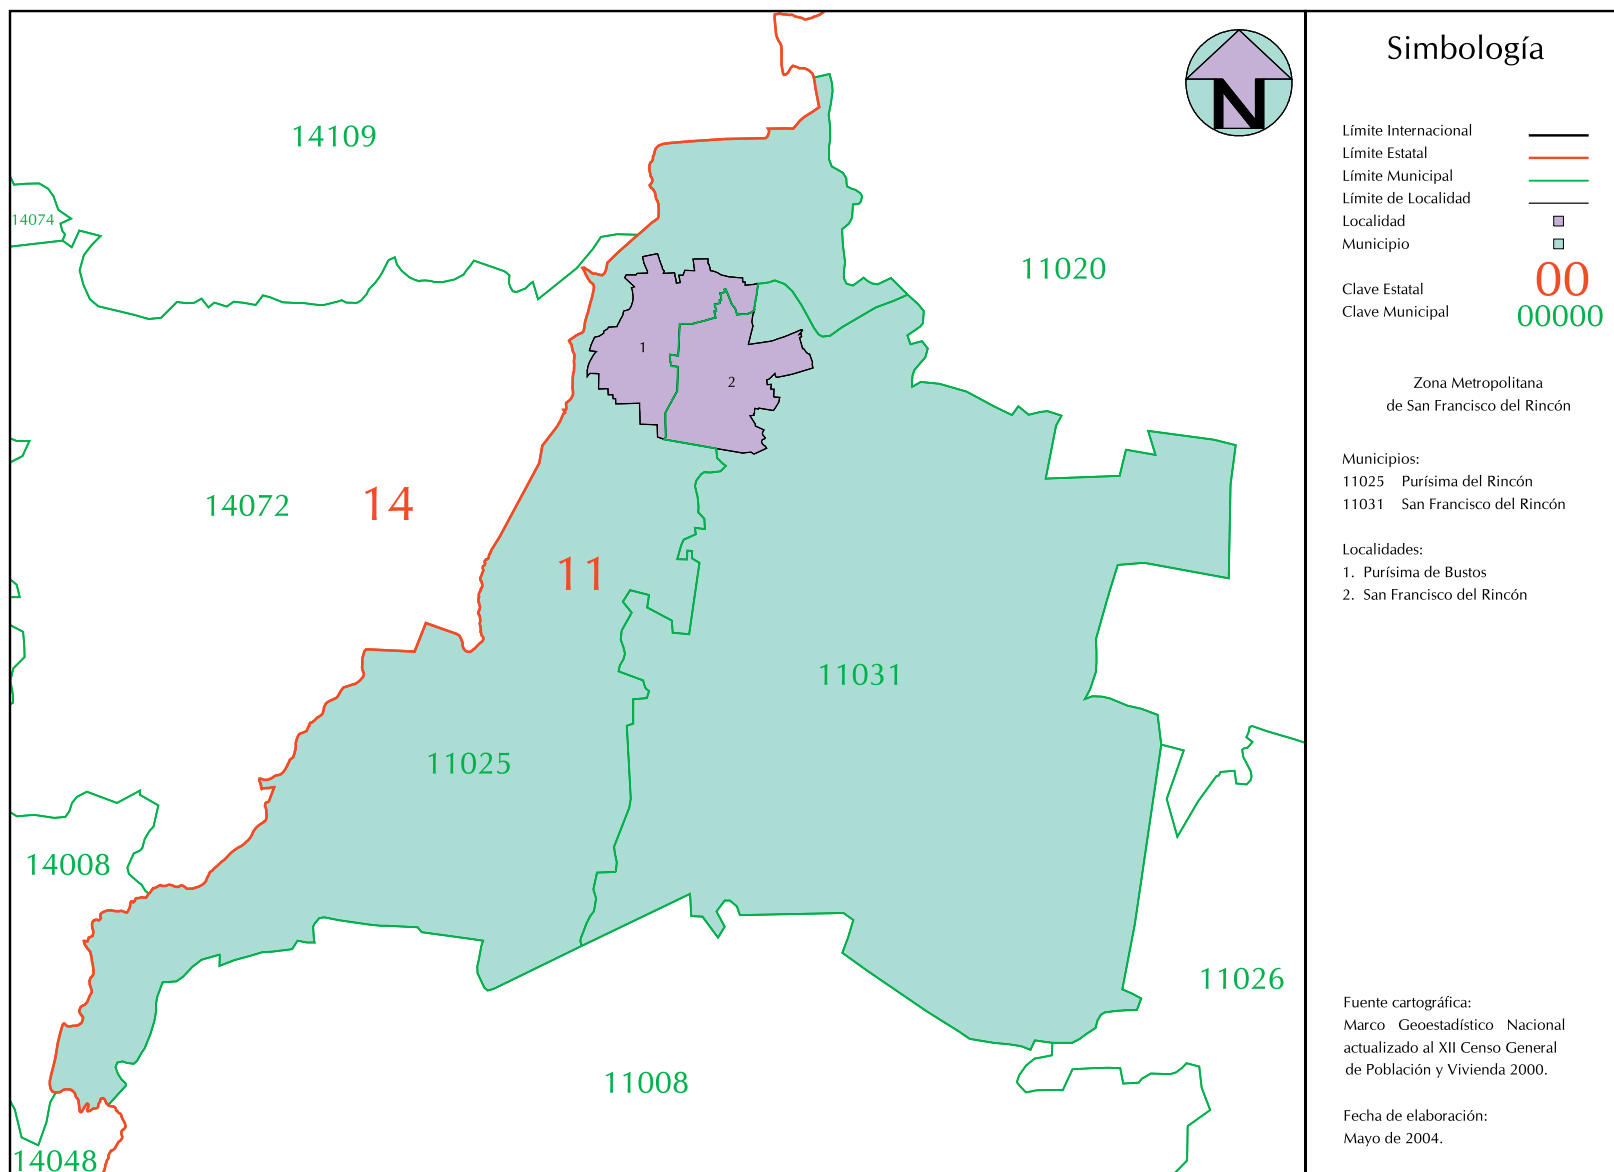 N
14109
14074
11020
1
2
14072
14
11
11031
11025
14008
11026
11008
14048
Simbología
Límite Internacional
Límite Estatal
Límite Municipal
Límite de Localidad
Localidad
Municipio
Clave Estatal 00
Clave Municipal 00000
Zona Metropolitana
de San Francisco del Rincón
Municipios:
11025 Purísima del Rincón
11031 San Francisco del Rincón
Localidades:
1. Purísima de Bustos
2. San Francisco del Rincón
Fuente cartográfica:
Marco Geoestadístico Nacional
actualizado al XII Censo General
de Población y Vivienda 2000.
Fecha de elaboración:
Mayo de 2004.